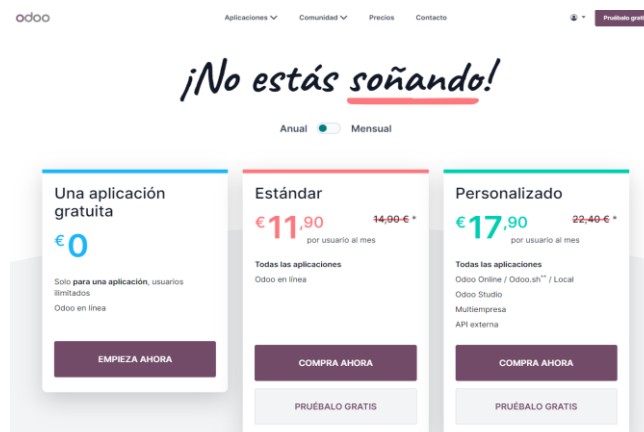 odoo
Aplicaciones Comunidad Precios Contacto
Pruébalo grati
¡No estás soñando!
Anual Mensual
Una aplicación
gratuita
€0
Solo para una aplicación, usuarios
ilimitados
Odoo en línea
EMPIEZA AHORA
Estándar
€11,90 14,90 € *
por usuario al mes
Todas las aplicaciones
Odoo en línea
COMPRA AHORA
PRUÉBALO GRATIS
Personalizado
€17,90 22,40 € *
por usuario al mes
Todas las aplicaciones
Odoo Online / Odoo.sh** / Local
Odoo Studio
Multiempresa
API externa
COMPRA AHORA
PRUÉBALO GRATIS